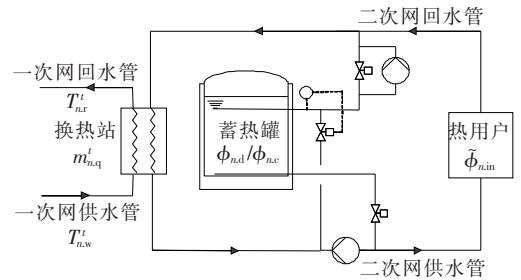 二次网回水管
一次网回水管
T^t_{n.r}
换热站
m^t_{n.q}
蓄热罐
ϕ_{n.d}/ϕ_{n.c}
热用户
ϕ̃_{n.in}
一次网供水管
T^t_{n.w}
二次网供水管